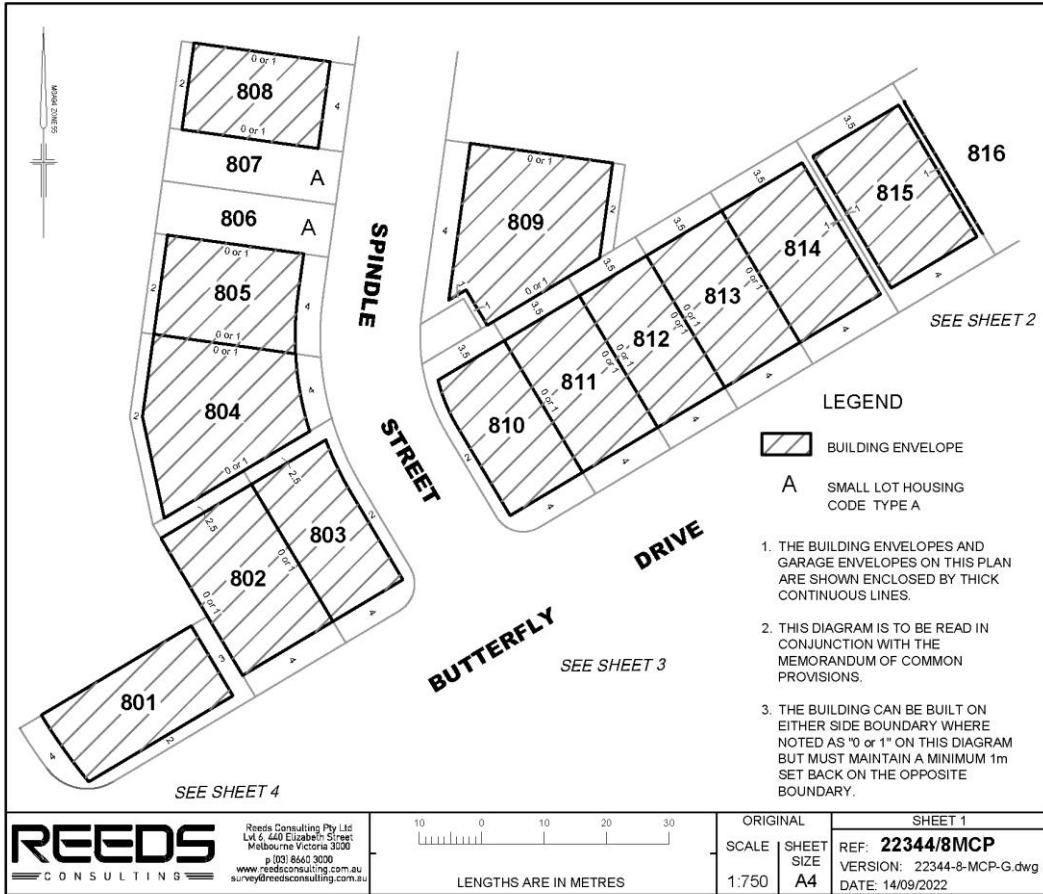 MGA94 ZONE 55
0 or 1
2
808
4
0 or 1
807
A
806
A
0 or 1
2
805
4
0 or 1
0 or 1
2
804
4
0 or 1
2.5
2.5
803
2
0 or 1
802
0 or 1
4
4
3
801
2
4
SPINDLE
STREET
BUTTERFLY
DRIVE
0 or 1
809
4
2
1
1
0 or 1
3.5
3.5
3.5
3.5
3.5
3.5
3.5
810
2
4
0 or 1
811
4
0 or 1
0 or 1
812
4
0 or 1
0 or 1
813
4
0 or 1
814
4
1
1
815
1
4
816
SEE SHEET 2
SEE SHEET 3
SEE SHEET 4
LEGEND
BUILDING ENVELOPE
A
SMALL LOT HOUSING
CODE TYPE A
1. THE BUILDING ENVELOPES AND
GARAGE ENVELOPES ON THIS PLAN
ARE SHOWN ENCLOSED BY THICK
CONTINUOUS LINES.
2. THIS DIAGRAM IS TO BE READ IN
CONJUNCTION WITH THE
MEMORANDUM OF COMMON
PROVISIONS.
3. THE BUILDING CAN BE BUILT ON
EITHER SIDE BOUNDARY WHERE
NOTED AS "0 or 1" ON THIS DIAGRAM
BUT MUST MAINTAIN A MINIMUM 1m
SET BACK ON THE OPPOSITE
BOUNDARY.
REEDS
CONSULTING
Reeds Consulting Pty Ltd
Lvl 6, 440 Elizabeth Street
Melbourne Victoria 3000
p (03) 8660 3000
www.reedsconsulting.com.au
survey@reedsconsulting.com.au
10 0 10 20 30
LENGTHS ARE IN METRES
ORIGINAL
SCALE
SHEET
SIZE
1:750
A4
SHEET 1
REF: 22344/8MCP
VERSION: 22344-8-MCP-G.dwg
DATE: 14/09/2022